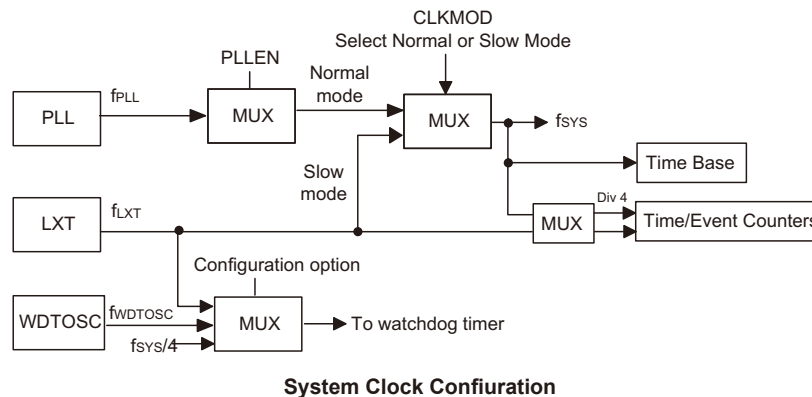 CLKMOD
Select Normal or Slow Mode
PLLEN
Normal
mode
fPLL
PLL
MUX
MUX
fSYS
Slow
mode
Time Base
fLXT
LXT
Div 4
MUX
Time/Event Counters
Configuration option
WDTOSC
fWDTOSC
MUX
To watchdog timer
fSYS/4
System Clock Confiuration